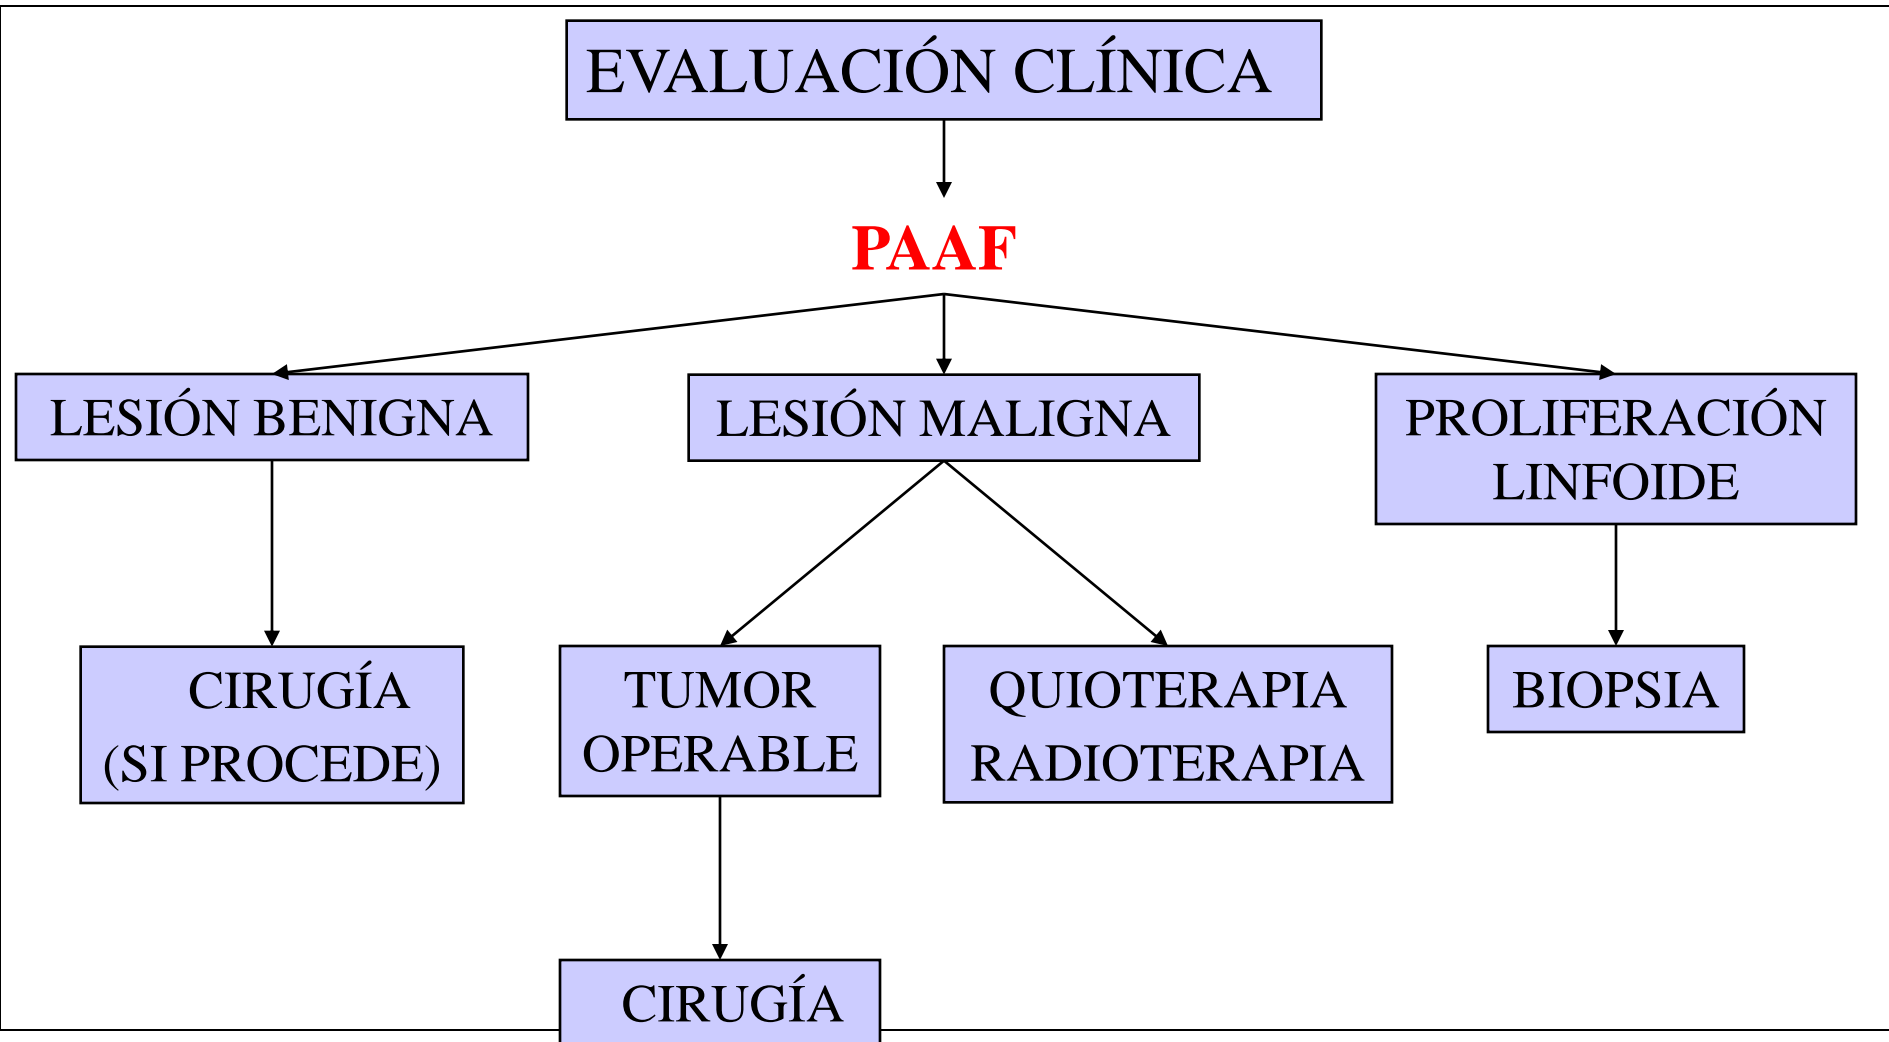 EVALUACIÓN CLÍNICA
PAAF
LESIÓN BENIGNA
LESIÓN MALIGNA
PROLIFERACIÓN
LINFOIDE
CIRUGÍA
(SI PROCEDE)
TUMOR
OPERABLE
QUIOTERAPIA
RADIOTERAPIA
BIOPSIA
CIRUGÍA